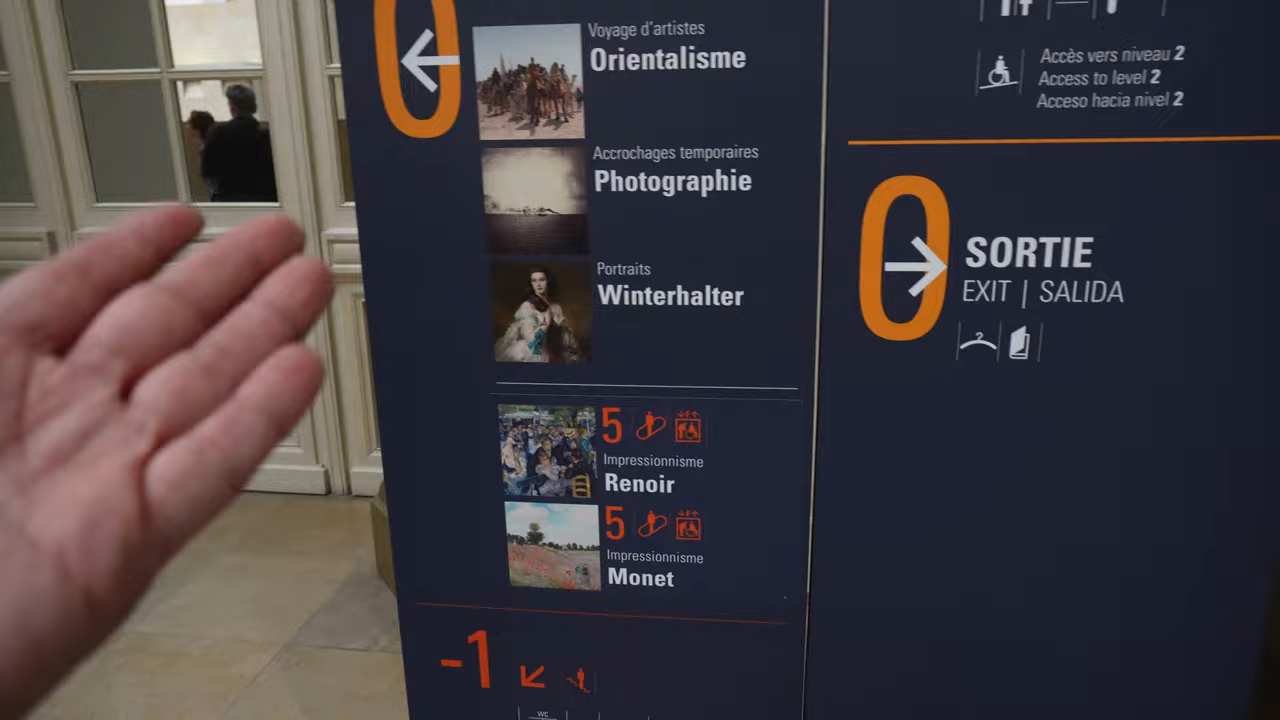 0
Voyage d'artistes
Orientalisme
Accrochages temporaires
Photographie
Portraits
Winterhalter
5
Impressionnisme
Renoir
5
Impressionnisme
Monet
-1
WC
Accès vers niveau 2
Access to level 2
Acceso hacia nivel 2
0
SORTIE
EXIT | SALIDA